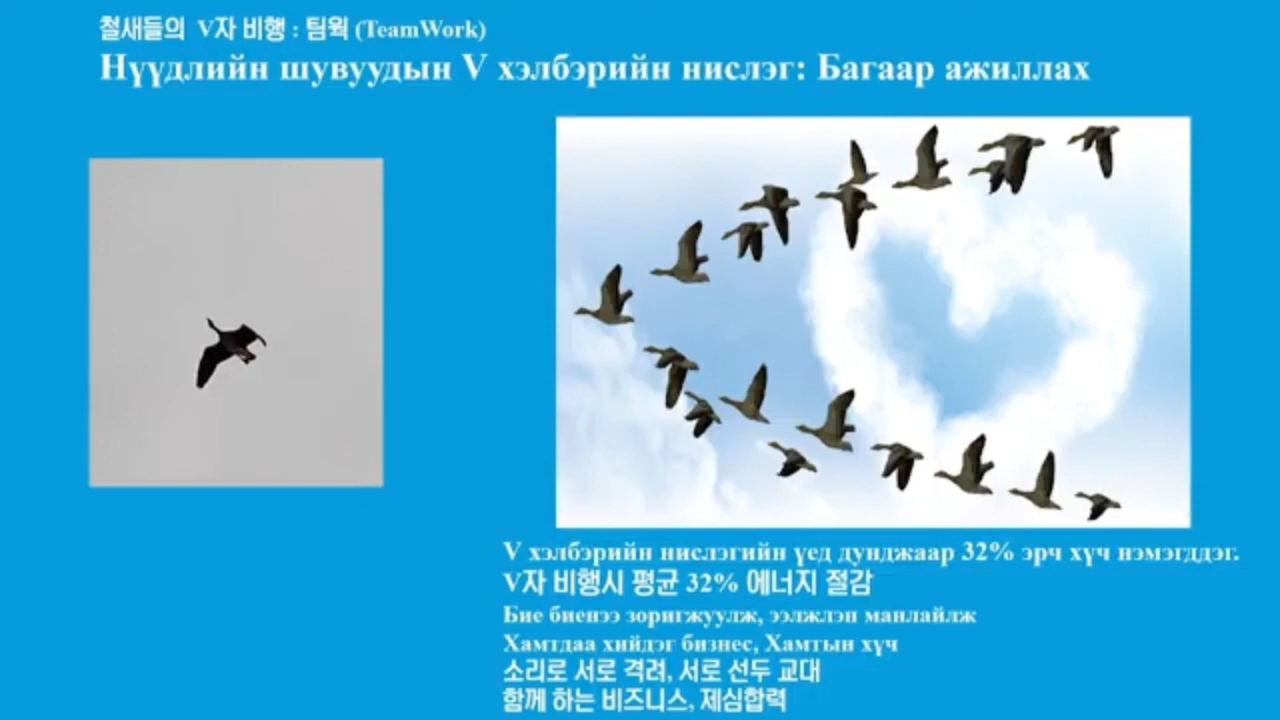 철새들의 V자 비행 : 팀웍 (TeamWork)
Нүүдлийн шувуудын V хэлбэрийн нислэг: Багаар ажиллах
V хэлбэрийн нислэгийн үед дунджаар 32% эрч хүч нэмэгддэг.
V자 비행시 평균 32% 에너지 절감
Бие биенээ зоригжуулж, ээлжлэн манлайлж
Хамтдаа хийдэг бизнес, Хамтын хүч
소리로 서로 격려, 서로 선두 교대
함께 하는 비즈니스, 제심합력